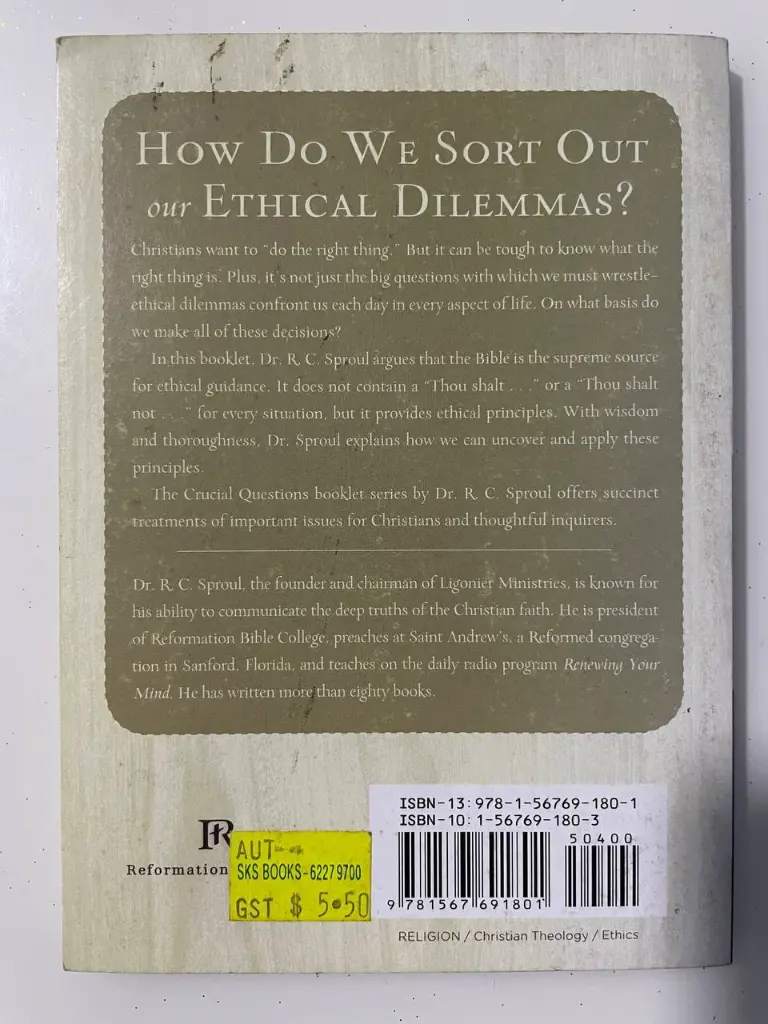 How Do We Sort Out
our Ethical Dilemmas?
Christians want to "do the right thing." But it can be tough to know what the
right thing is. Plus, it's not just the big questions with which we must wrestle–
ethical dilemmas confront us each day in every aspect of life. On what basis do
we make all of these decisions?
In this booklet, Dr. R. C. Sproul argues that the Bible is the supreme source
for ethical guidance. It does not contain a "Thou shalt . . ." or a "Thou shalt
not . . ." for every situation, but it provides ethical principles. With wisdom
and thoroughness, Dr. Sproul explains how we can uncover and apply these
principles.
The Crucial Questions booklet series by Dr. R. C. Sproul offers succinct
treatments of important issues for Christians and thoughtful inquirers.
Dr. R. C. Sproul, the founder and chairman of Ligonier Ministries, is known for
his ability to communicate the deep truths of the Christian faith. He is president
of Reformation Bible College, preaches at Saint Andrew's, a Reformed congrega-
tion in Sanford, Florida, and teaches on the daily radio program Renewing Your
Mind. He has written more than eighty books.
ISBN-13: 978-1-56769-180-1
ISBN-10: 1-56769-180-3
50400
9 781567 691801
Reformation
AUT--
SKS BOOKS-62279700
GST $ 5.50
RELIGION / Christian Theology / Ethics